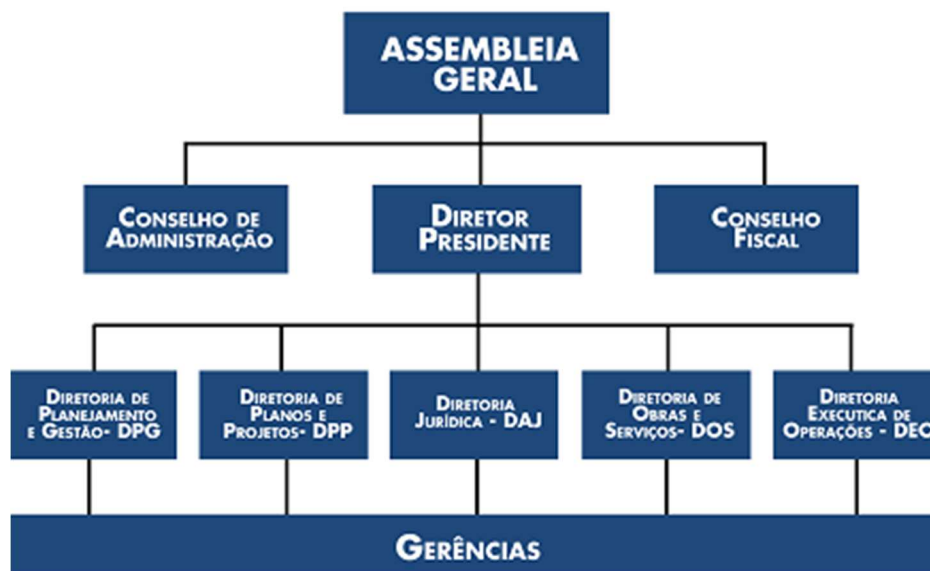 ASSEMBLEIA
GERAL
CONSELHO DE
ADMINISTRAÇÃO
DIRETOR
PRESIDENTE
CONSELHO
FISCAL
DIRETORIA DE
PLANEJAMENTO
E GESTÃO- DPG
DIRETORIA DE
PLANOS E
PROJETOS- DPP
DIRETORIA
JURÍDICA - DAJ
DIRETORIA DE
OBRAS E
SERVIÇOS- DOS
DIRETORIA
EXECUTICA DE
OPERAÇÕES - DEO
GERÊNCIAS